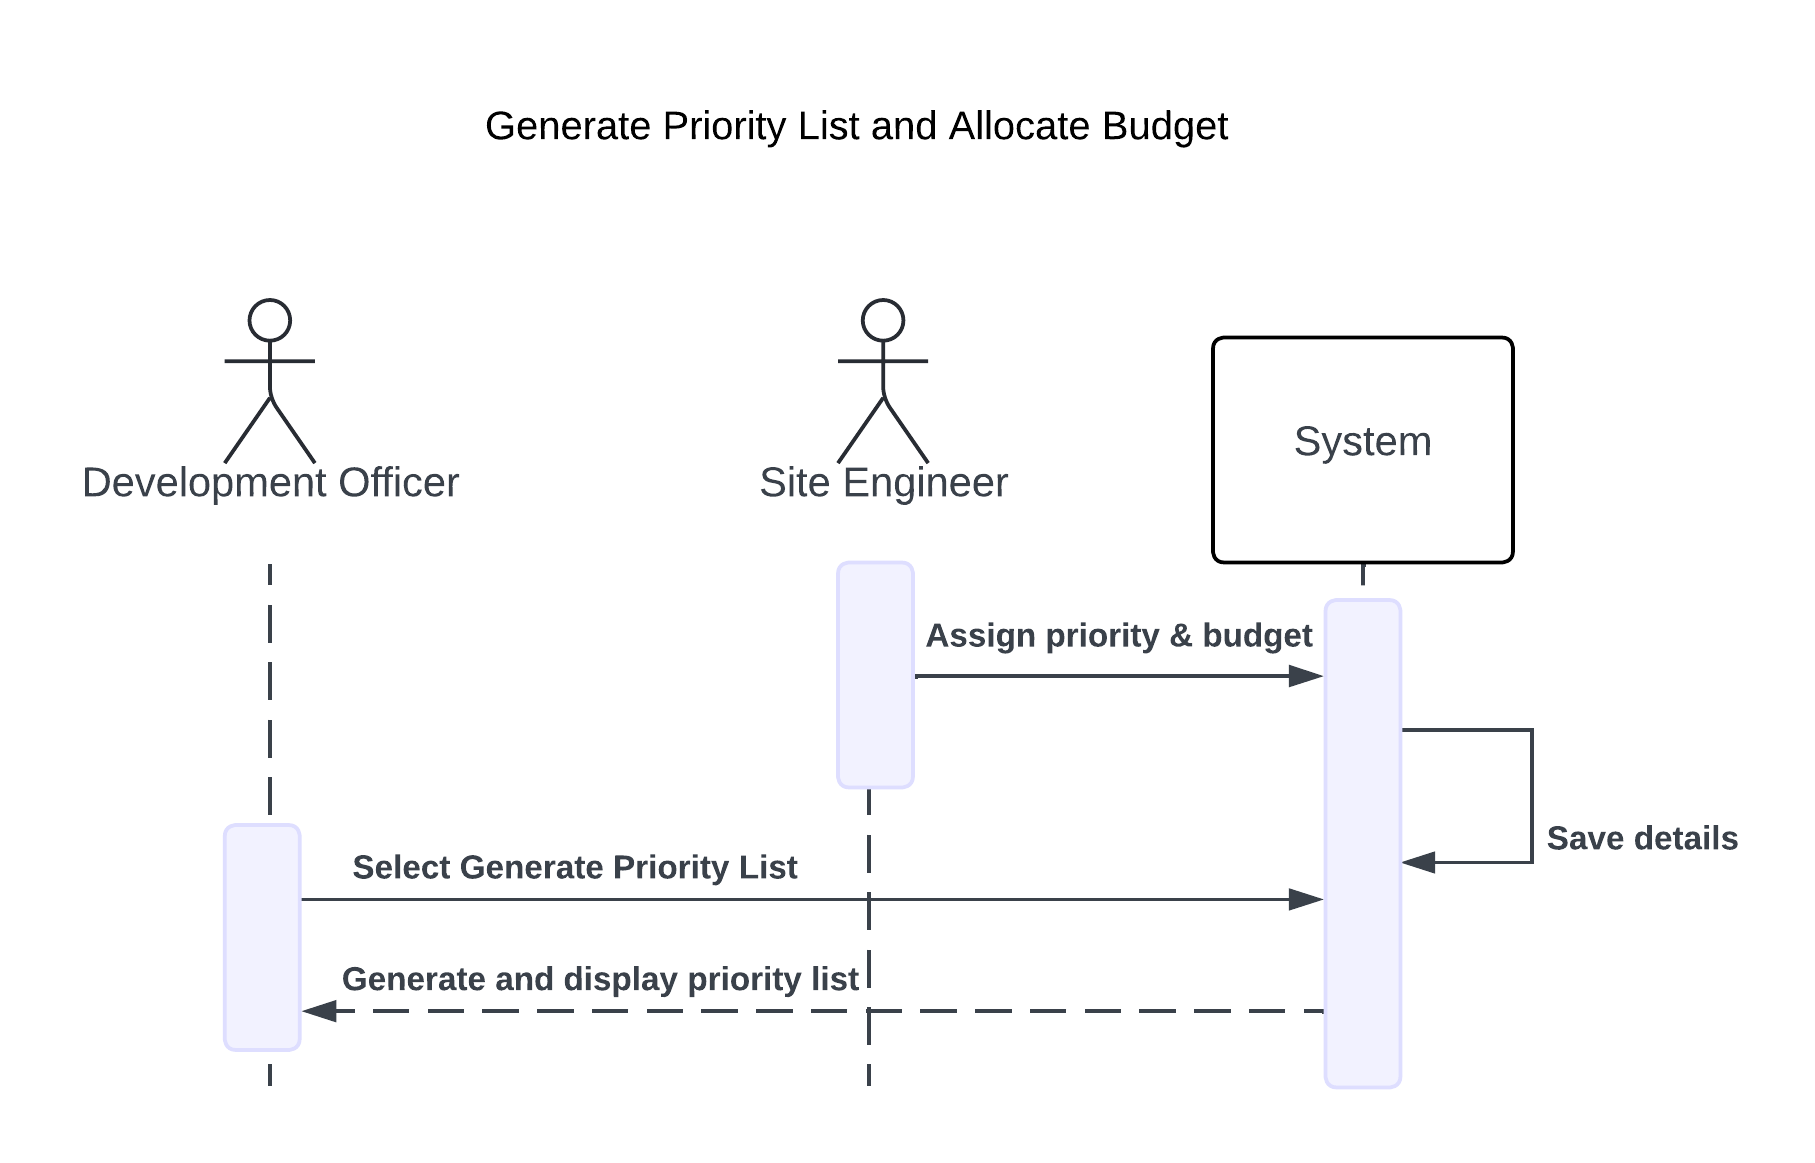 Generate Priority List and Allocate Budget
Development Officer
Site Engineer
System
Assign priority & budget
Save details
Select Generate Priority List
Generate and display priority list